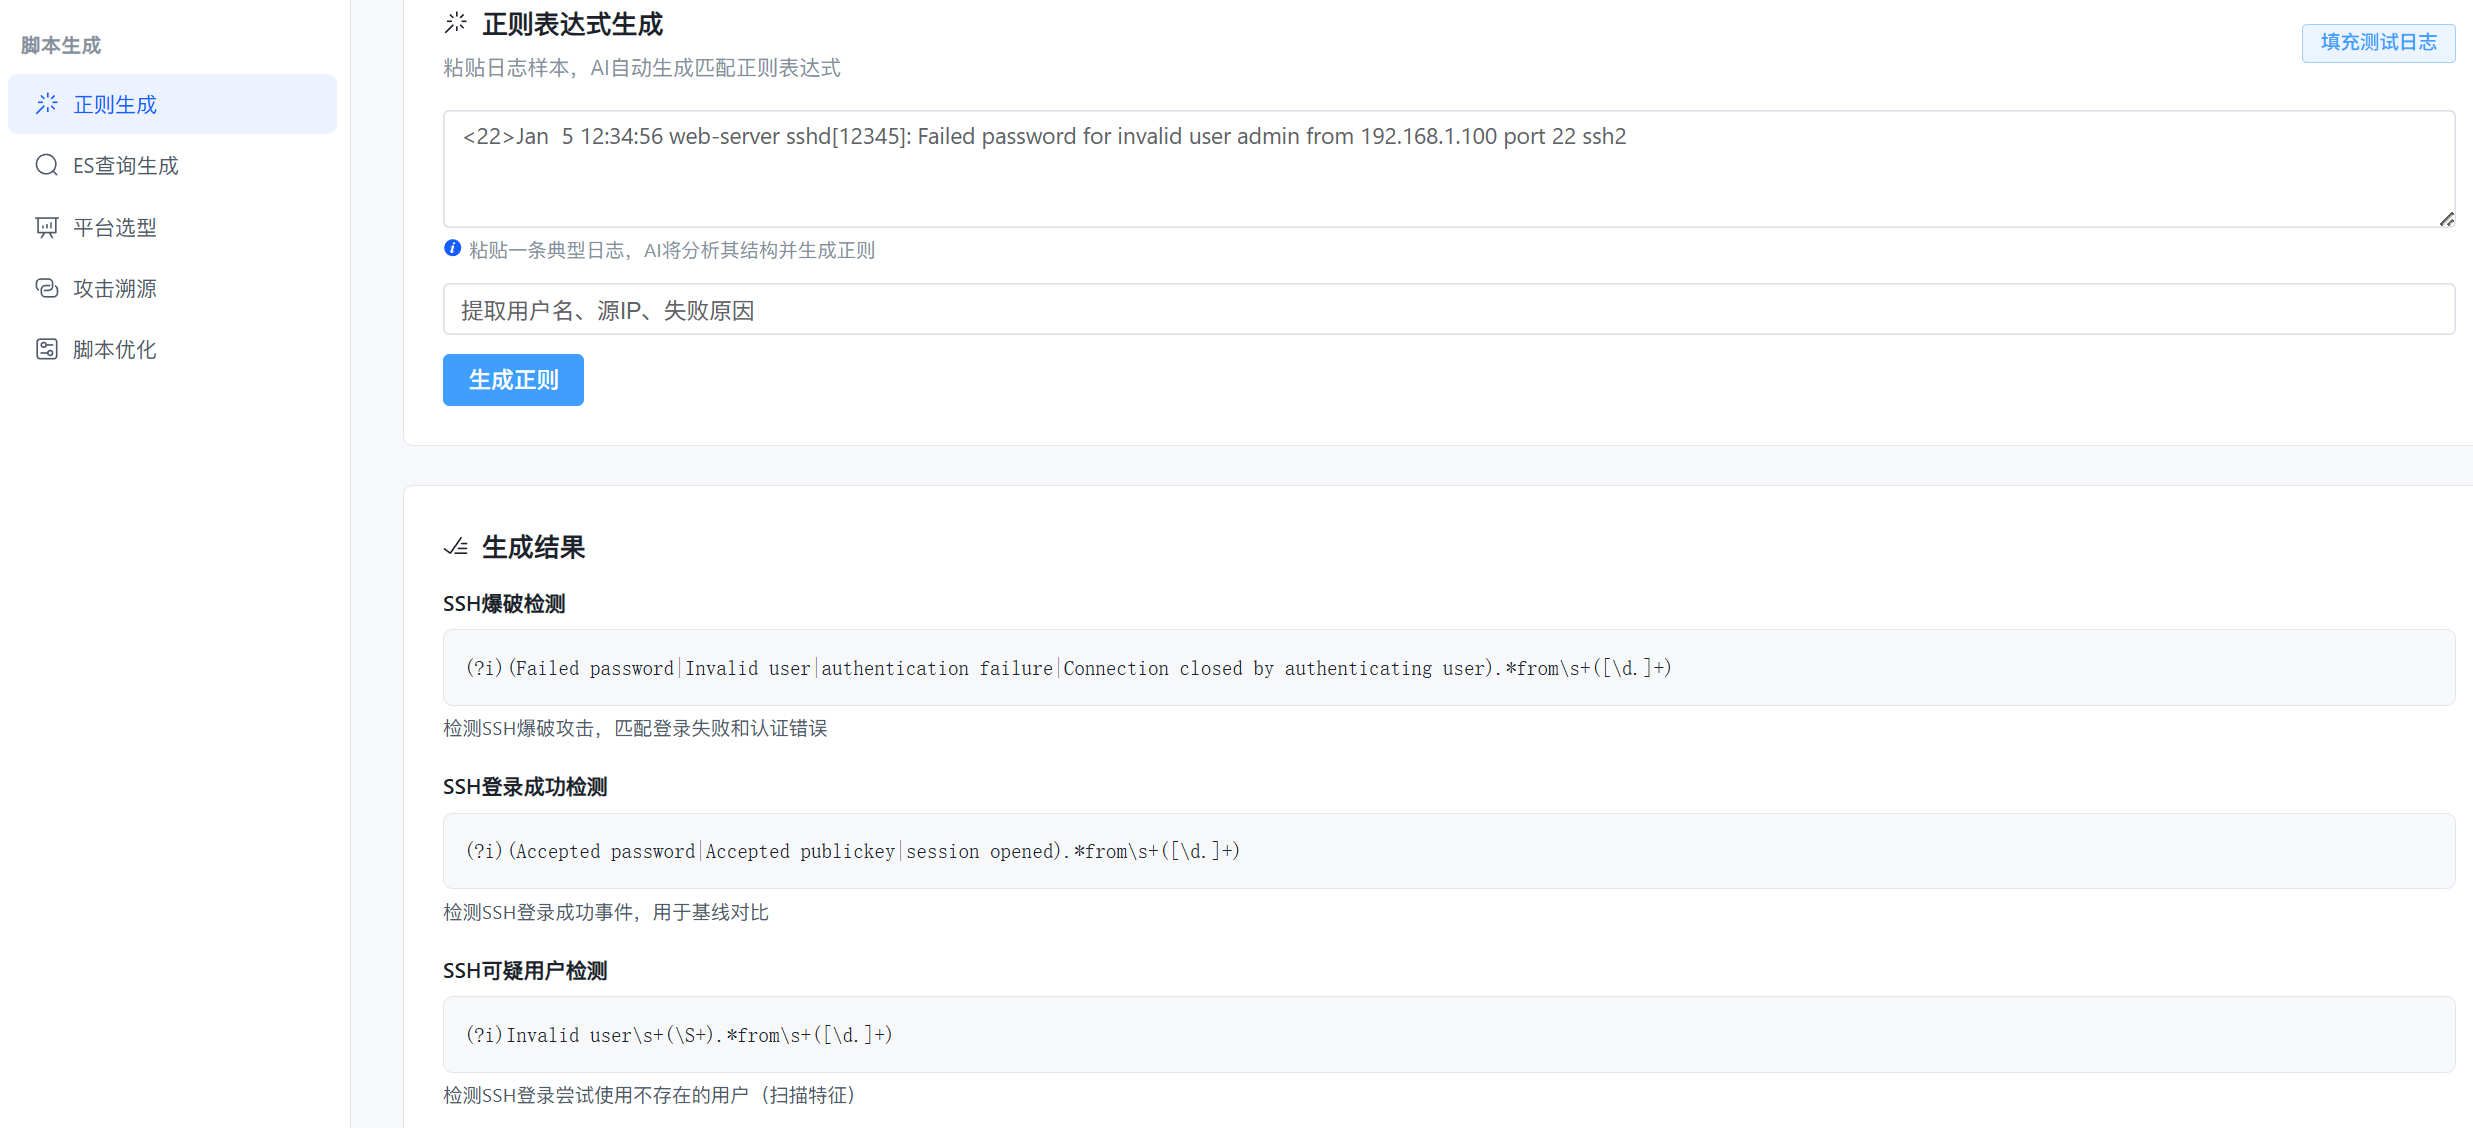 脚本生成
正则生成
ES查询生成
平台选型
攻击溯源
脚本优化
正则表达式生成
填充测试日志
粘贴日志样本，AI自动生成匹配正则表达式
<22>Jan  5 12:34:56 web-server sshd[12345]: Failed password for invalid user admin from 192.168.1.100 port 22 ssh2
粘贴一条典型日志，AI将分析其结构并生成正则
提取用户名、源IP、失败原因
生成正则
生成结果
SSH爆破检测
(?i)(Failed password|Invalid user|authentication failure|Connection closed by authenticating user).*from\s+([\d.]+)
检测SSH爆破攻击，匹配登录失败和认证错误
SSH登录成功检测
(?i)(Accepted password|Accepted publickey|session opened).*from\s+([\d.]+)
检测SSH登录成功事件，用于基线对比
SSH可疑用户检测
(?i)Invalid user\s+(\S+).*from\s+([\d.]+)
检测SSH登录尝试使用不存在的用户（扫描特征）